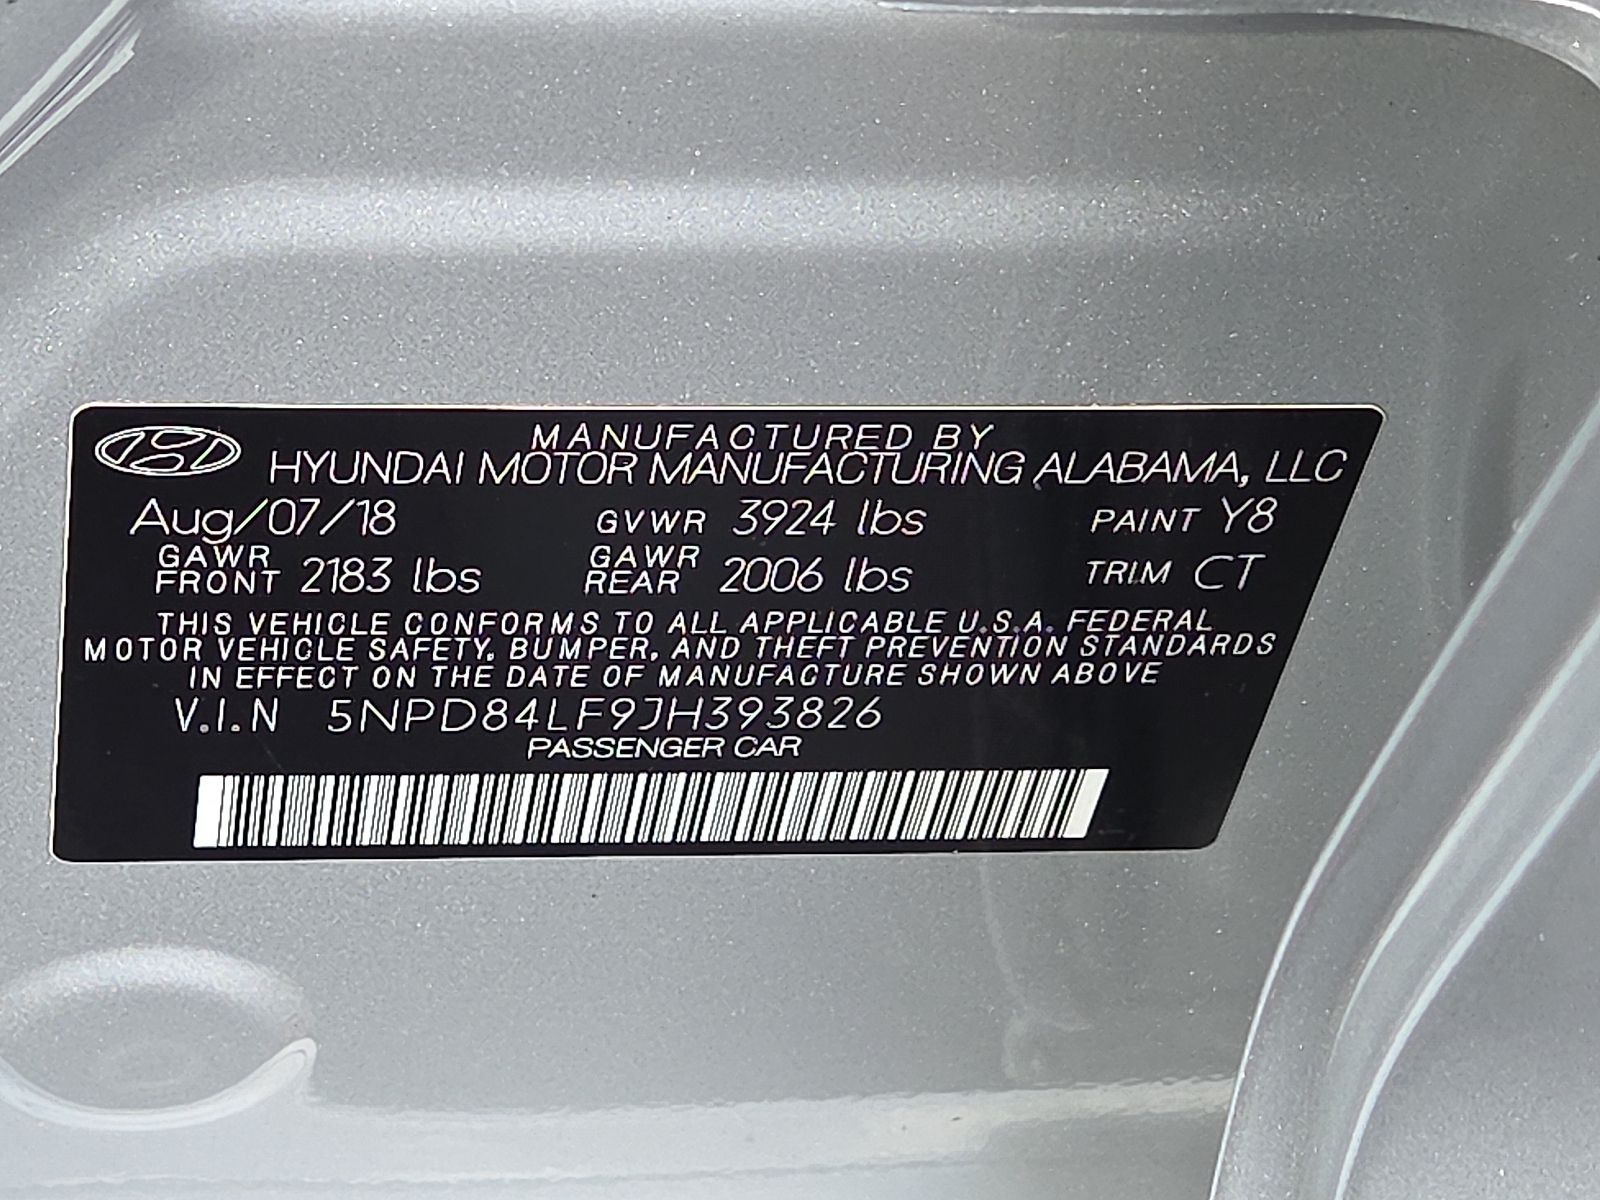 MANUFACTURED BY
HYUNDAI MOTOR MANUFACTURING ALABAMA, LLC
Aug/07/18 GVWR 3924 lbs PAINT Y8
GAWR FRONT 2183 lbs GAWR REAR 2006 lbs TRIM CT
THIS VEHICLE CONFORMS TO ALL APPLICABLE U.S.A. FEDERAL
MOTOR VEHICLE SAFETY, BUMPER, AND THEFT PREVENTION STANDARDS
IN EFFECT ON THE DATE OF MANUFACTURE SHOWN ABOVE
V.I.N 5NPD84LF9JH393826
PASSENGER CAR